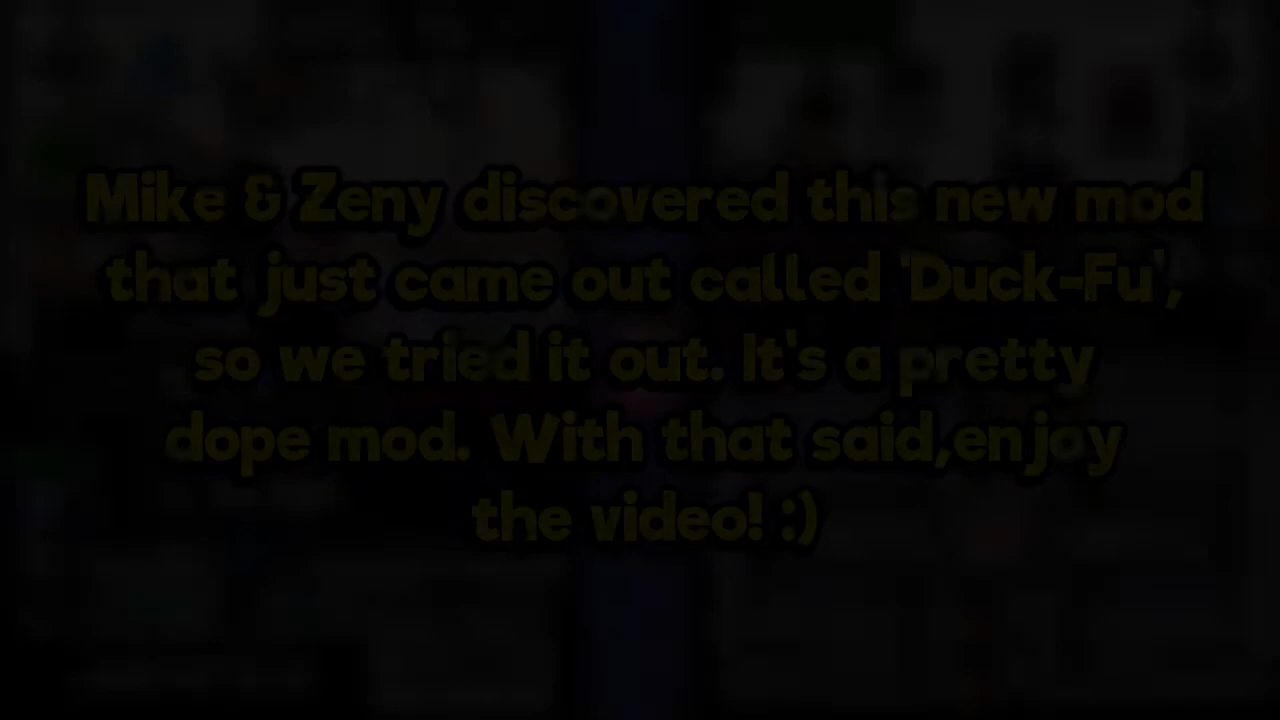 Mike & Zeny discovered this new mod
that just came out called 'Duck-Fu',
so we tried it out. It's a pretty
dope mod. With that said,enjoy
the video! :)